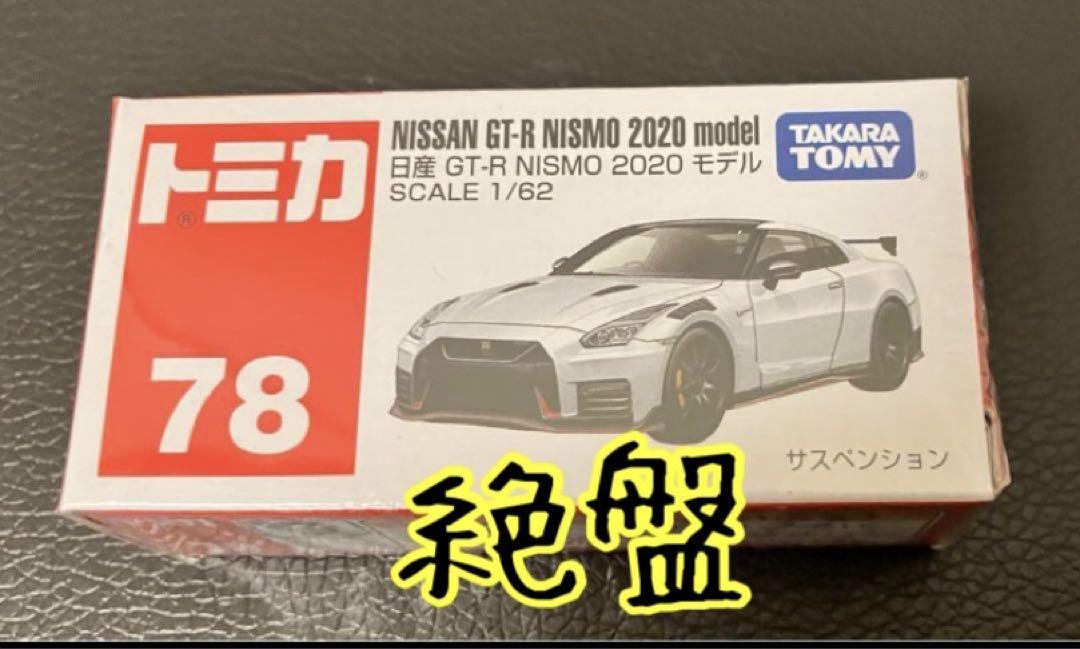 トミカ
®
78
NISSAN GT-R NISMO 2020 model
日産 GT-R NISMO 2020 モデル
SCALE 1/62
TAKARA
TOMY
®
サスペンション
絶盤